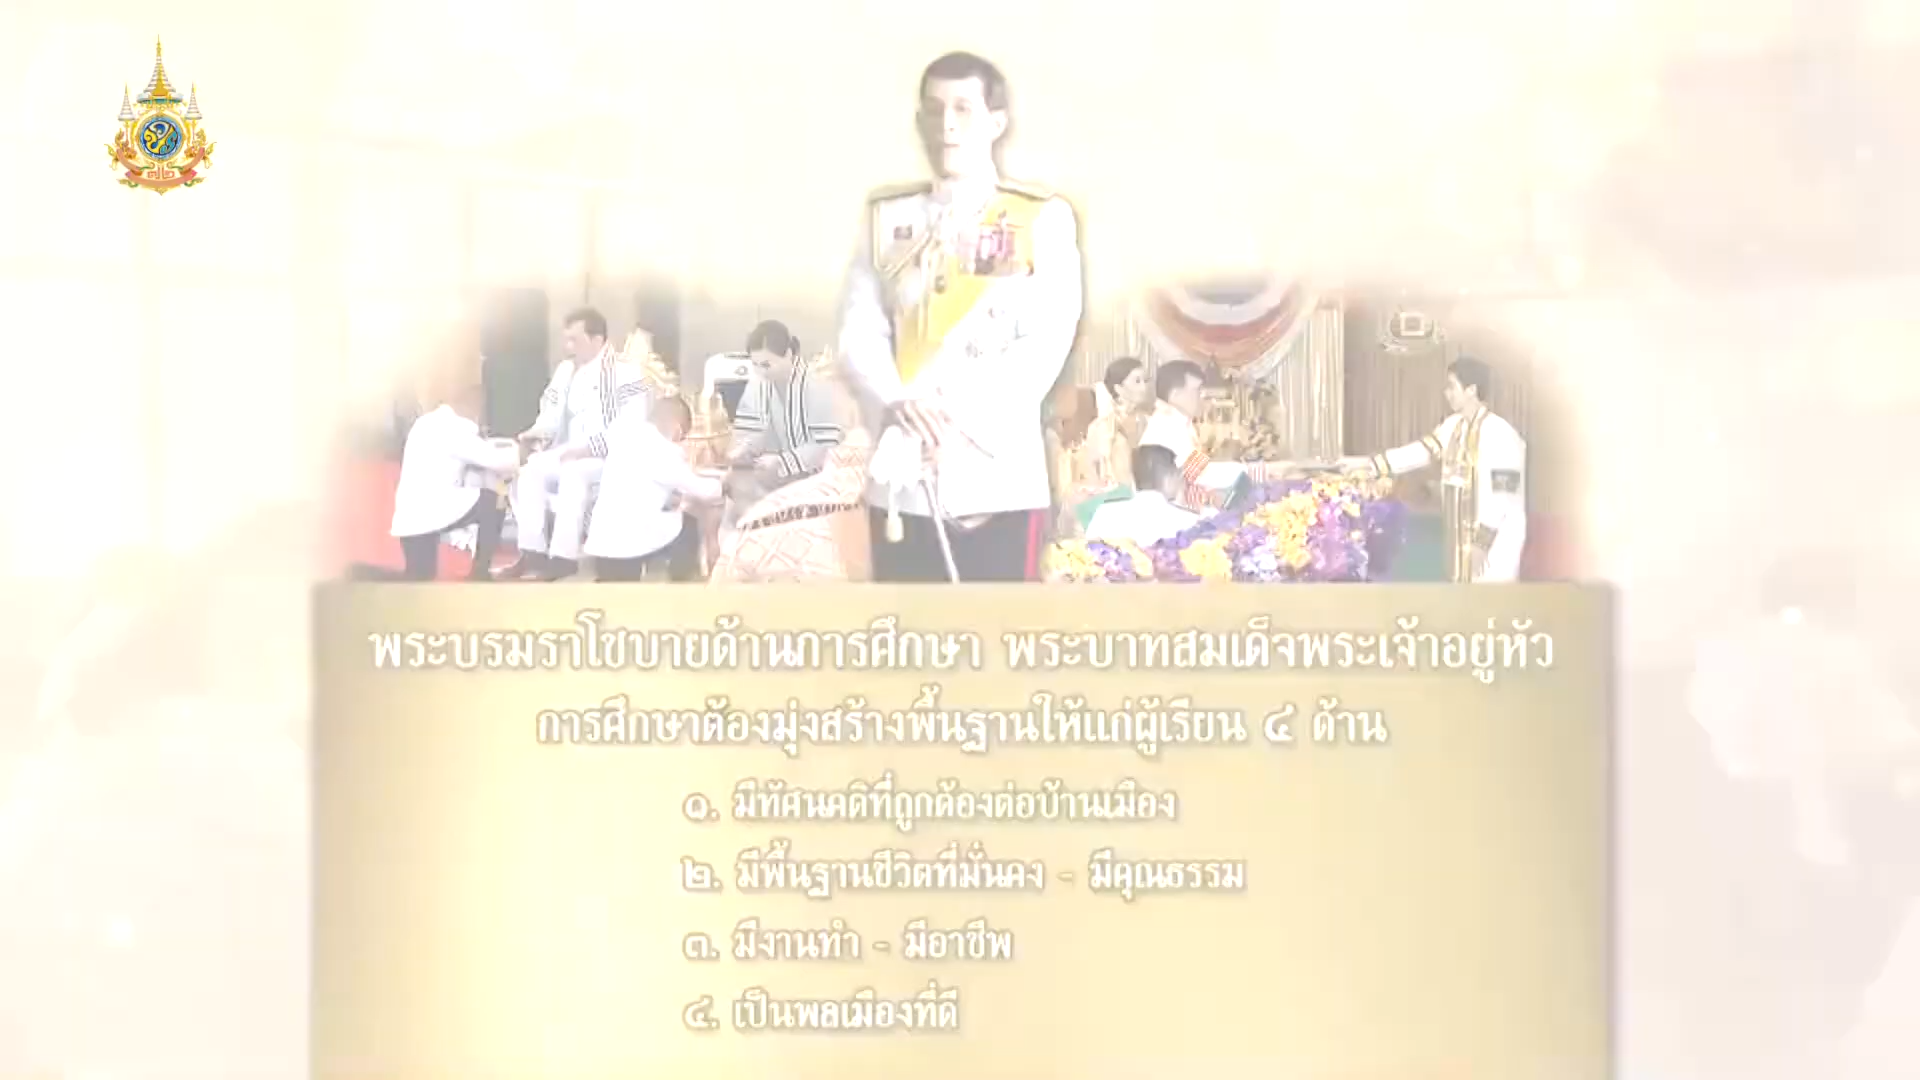 ๗๒
พระบรมราโชบายด้านการศึกษา พระบาทสมเด็จพระเจ้าอยู่หัว
การศึกษาต้องมุ่งสร้างพื้นฐานให้แก่ผู้เรียน ๔ ด้าน
๑. มีทัศนคติที่ถูกต้องต่อบ้านเมือง
๒. มีพื้นฐานชีวิตที่มั่นคง - มีคุณธรรม
๓. มีงานทำ - มีอาชีพ
๔. เป็นพลเมืองที่ดี